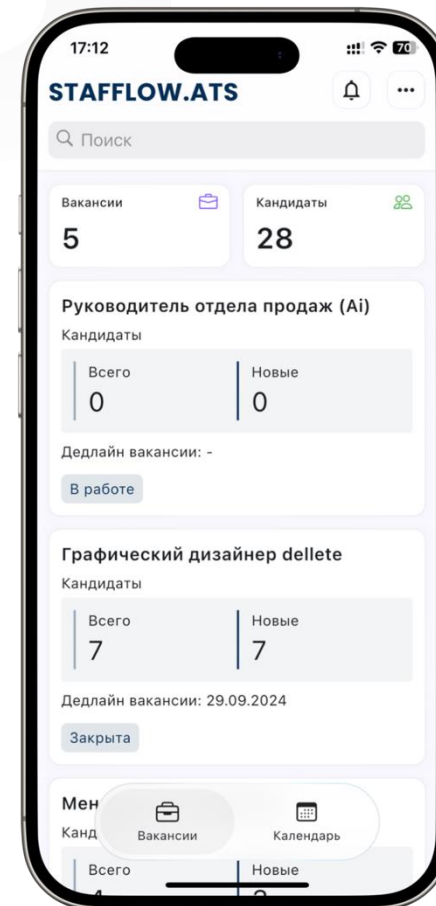 17:12
70
STAFFLOW.ATS
Поиск
Вакансии
5
Кандидаты
28
Руководитель отдела продаж (Ai)
Кандидаты
Всего
0
Новые
0
Дедлайн вакансии: -
В работе
Графический дизайнер dellete
Кандидаты
Всего
7
Новые
7
Дедлайн вакансии: 29.09.2024
Закрыта
Мен
Канд
Вакансии
Календарь
Всего
Новые